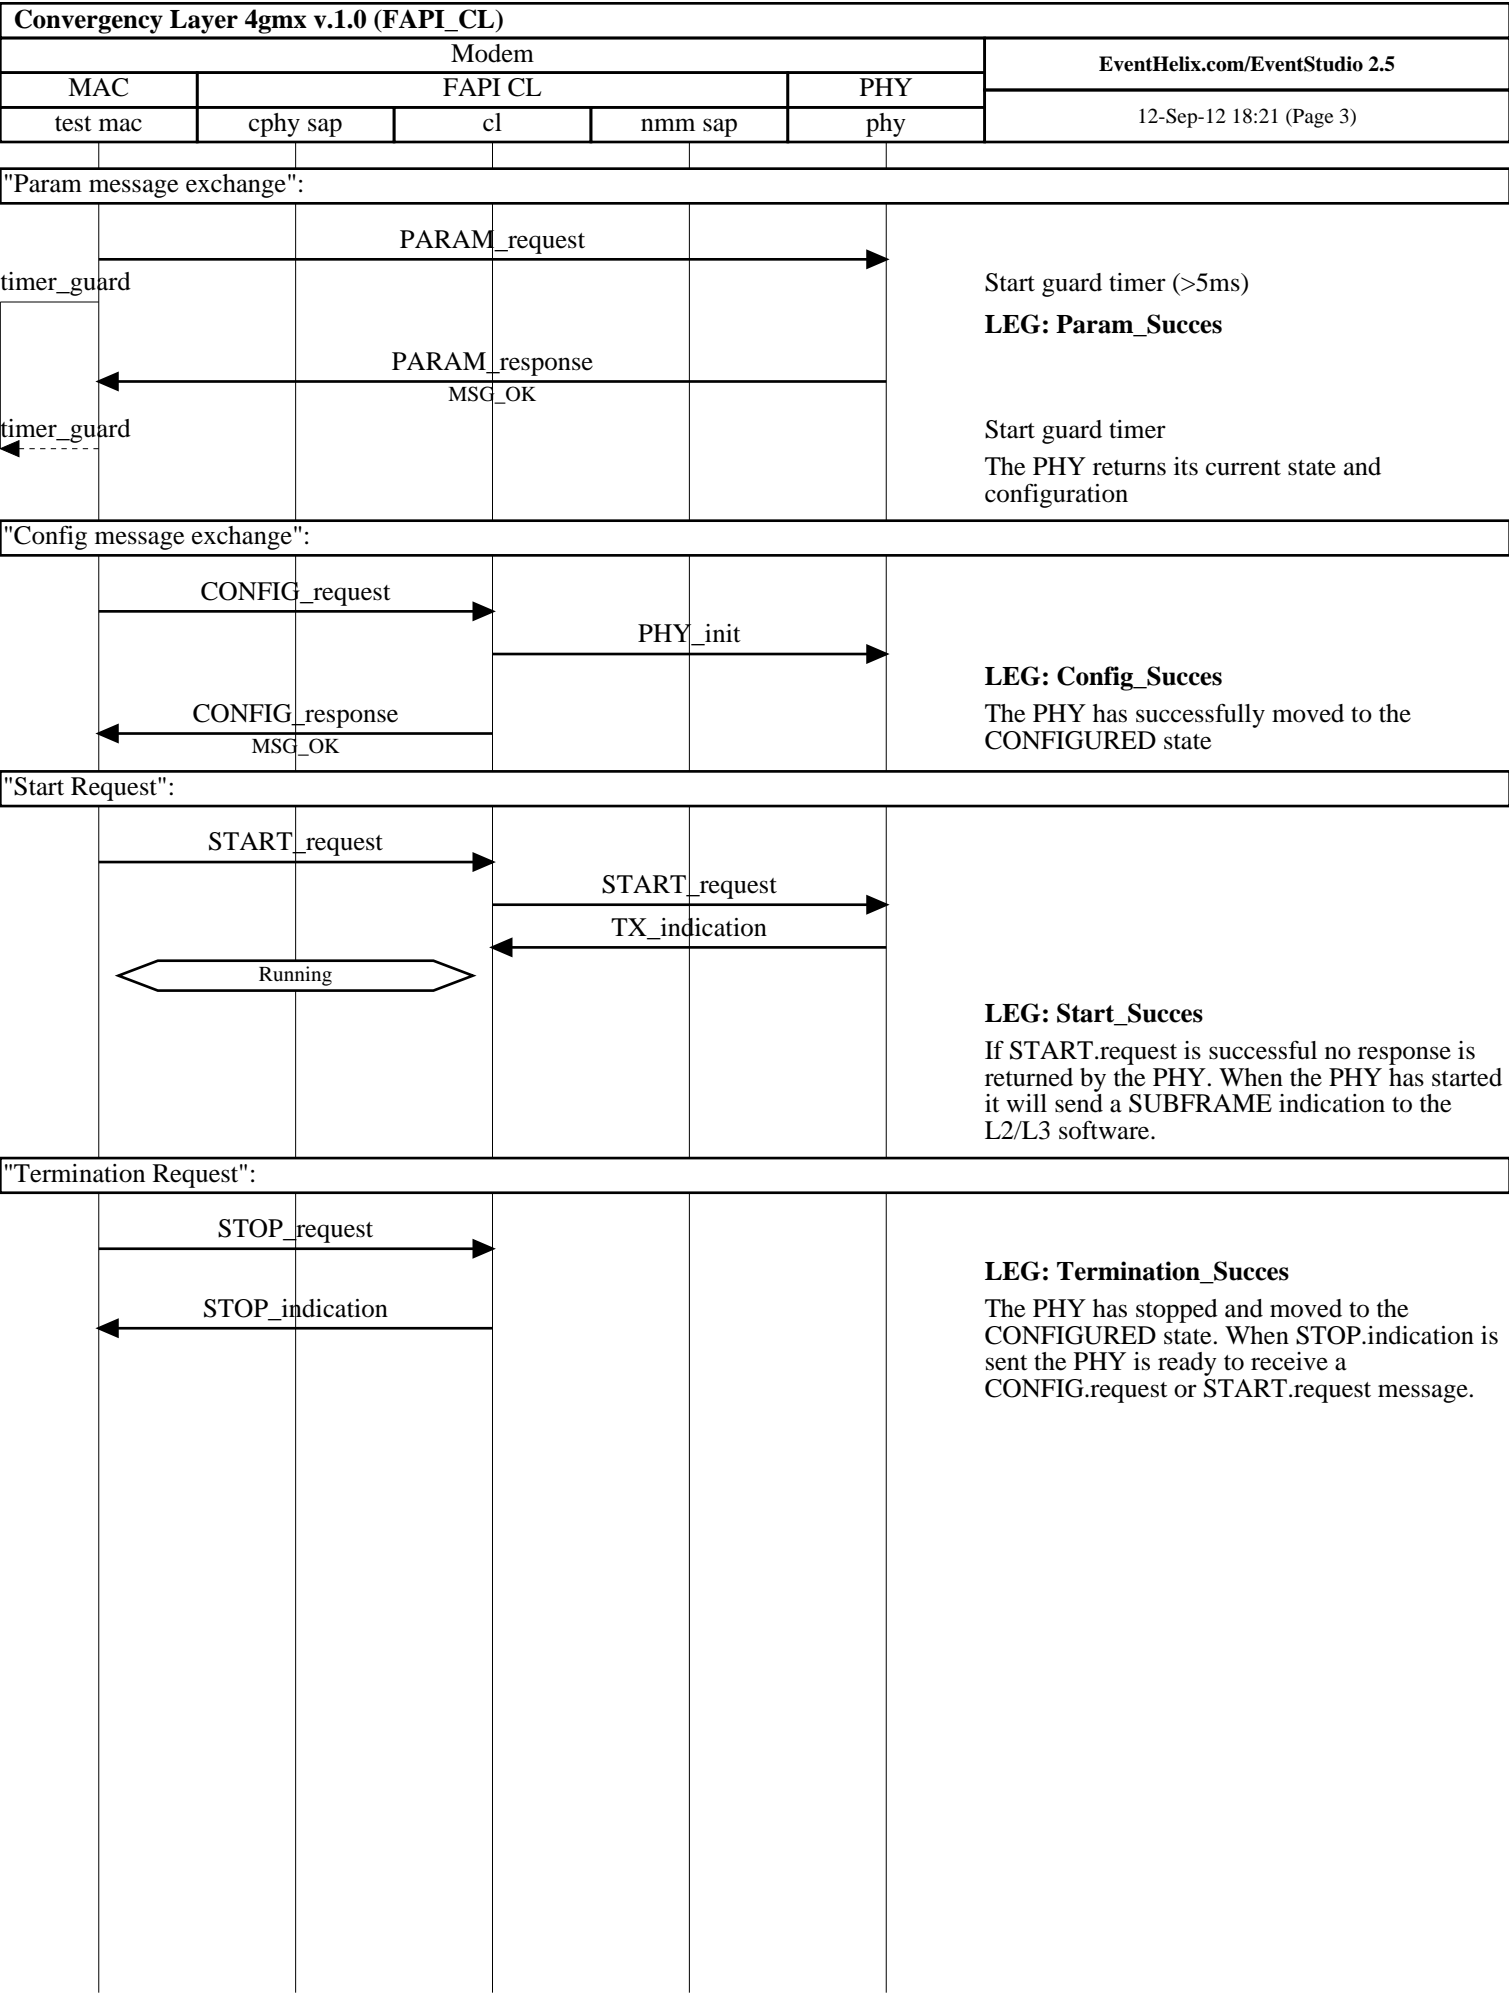 Convergency Layer 4gmx v.1.0 (FAPI_CL)
Modem
EventHelix.com/EventStudio 2.5
MAC
FAPI CL
PHY
12-Sep-12 18:21 (Page 3)
test mac
cphy sap
cl
nmm sap
phy
"Param message exchange":
PARAM_request
timer_guard
Start guard timer (>5ms)
LEG: Param_Succes
PARAM_response
MSG_OK
timer_guard
Start guard timer
The PHY returns its current state and
configuration
"Config message exchange":
CONFIG_request
PHY_init
LEG: Config_Succes
CONFIG_response
MSG_OK
The PHY has successfully moved to the
CONFIGURED state
"Start Request":
START_request
START_request
TX_indication
Running
LEG: Start_Succes
If START.request is successful no response is
returned by the PHY. When the PHY has started
it will send a SUBFRAME indication to the
L2/L3 software.
"Termination Request":
STOP_request
LEG: Termination_Succes
STOP_indication
The PHY has stopped and moved to the
CONFIGURED state. When STOP.indication is
sent the PHY is ready to receive a
CONFIG.request or START.request message.